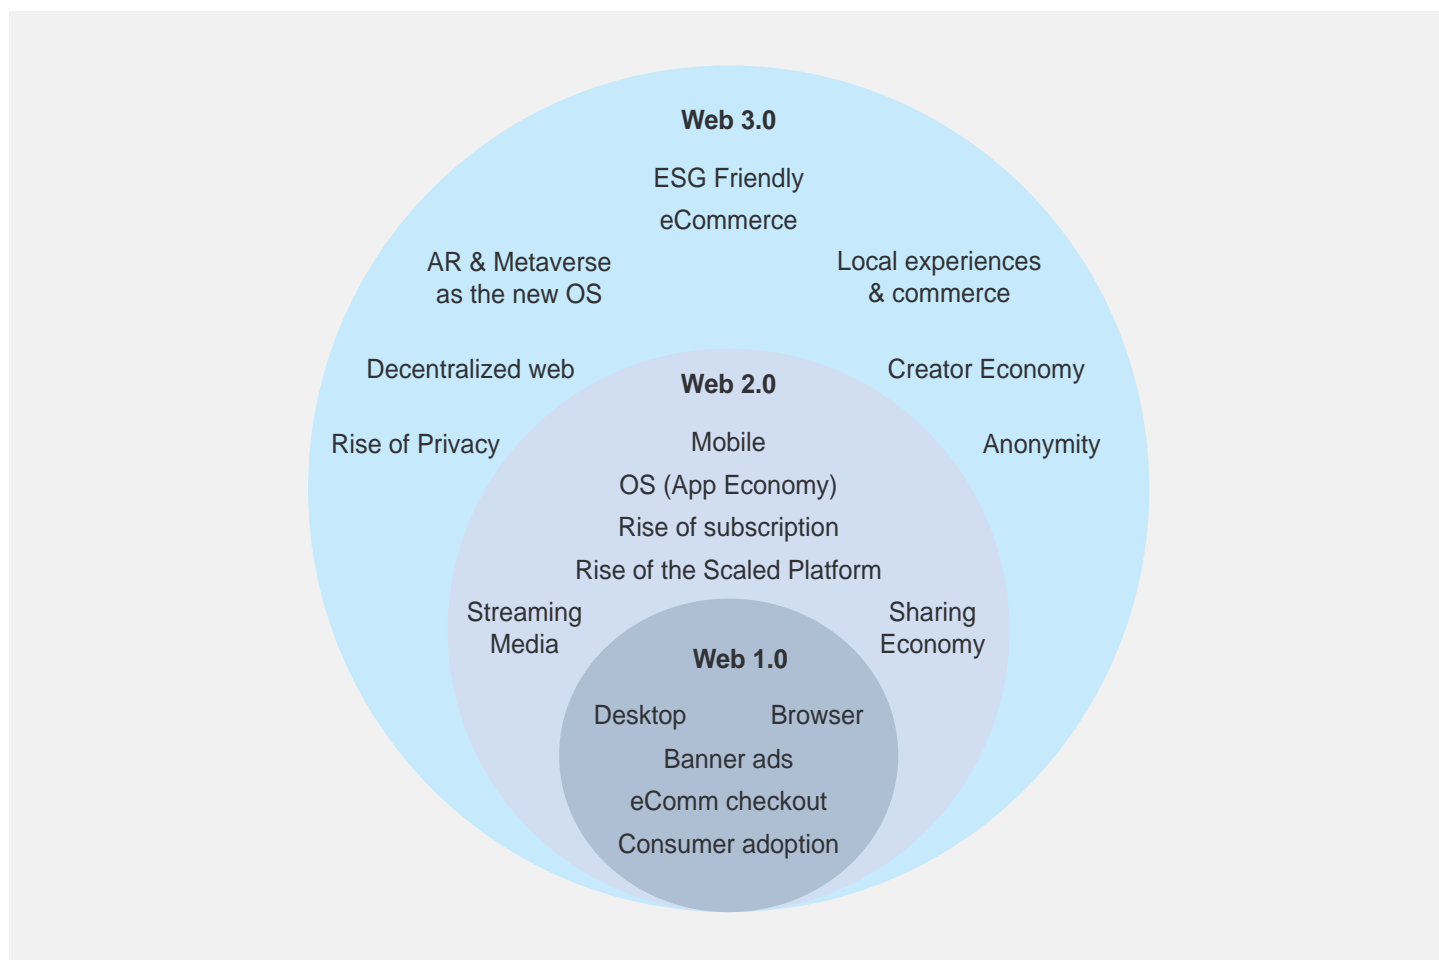 Web 3.0
ESG Friendly
eCommerce
AR & Metaverse
as the new OS
Local experiences
& commerce
Decentralized web
Creator Economy
Rise of Privacy
Anonymity
Web 2.0
Mobile
OS (App Economy)
Rise of subscription
Rise of the Scaled Platform
Streaming
Media
Sharing
Economy
Web 1.0
Desktop
Browser
Banner ads
eComm checkout
Consumer adoption